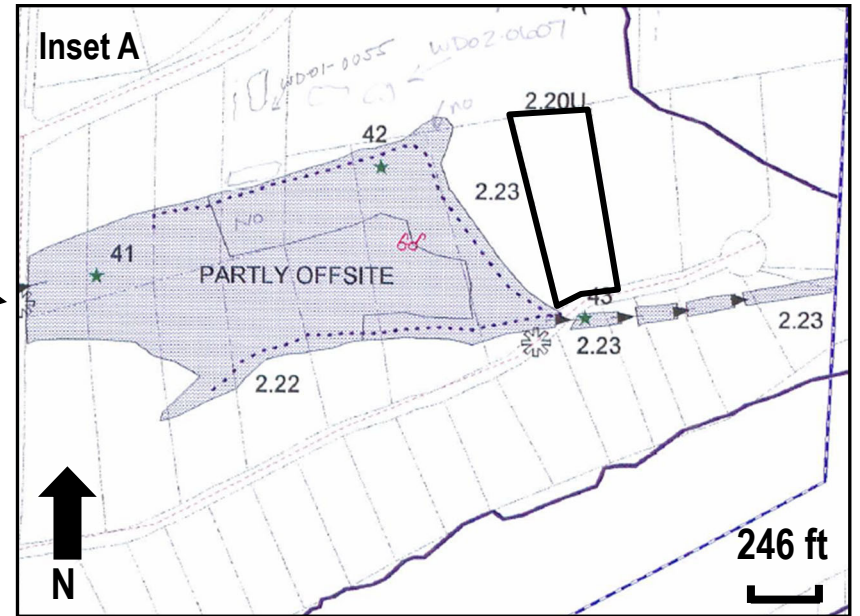 Inset A
WD01-0055
WD02-0607
no
2.20U
42
2.23
NO
41
PARTLY OFFSITE
43
2.23
2.23
2.22
N
246 ft